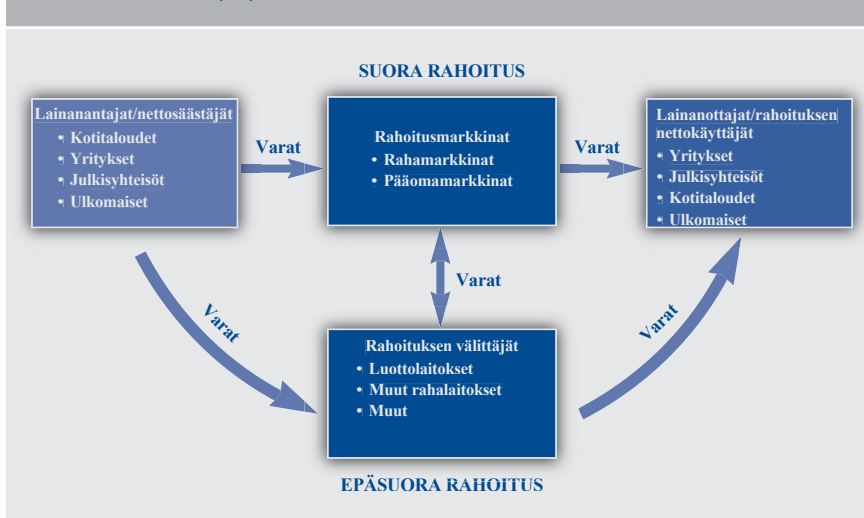 SUORA RAHOITUS
Lainanantajat/nettosäästäjät
• Kotitaloudet
• Yritykset
• Julkisyhteisöt
• Ulkomaiset
Varat
Rahoitusmarkkinat
• Rahamarkkinat
• Pääomamarkkinat
Varat
Lainanottajat/rahoituksen
nettokäyttäjät
• Yritykset
• Julkisyhteisöt
• Kotitaloudet
• Ulkomaiset
Varat
Varat
Varat
Rahoituksen välittäjät
• Luottolaitokset
• Muut rahalaitokset
• Muut
EPÄSUORA RAHOITUS